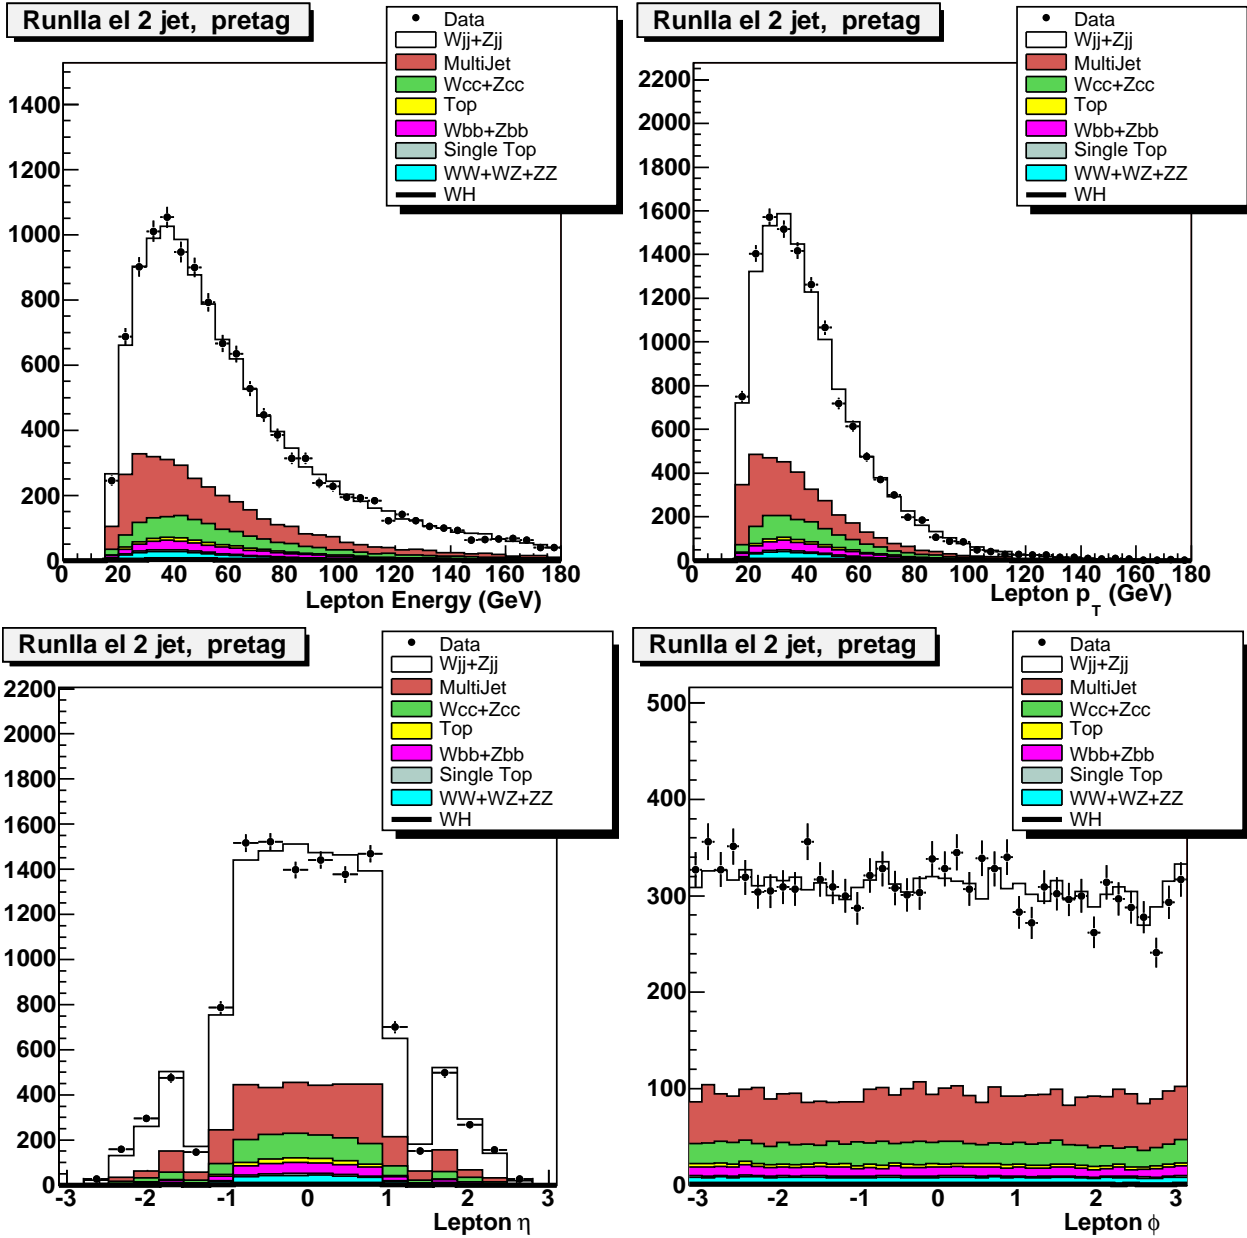 RunIIa el 2 jet, pretag
Data
Wjj+Zjj
MultiJet
Wcc+Zcc
Top
Wbb+Zbb
Single Top
WW+WZ+ZZ
WH
1400
1200
1000
800
600
400
200
0
0 20 40 60 80 100 120 140 160 180
Lepton Energy (GeV)
RunIIa el 2 jet, pretag
Data
Wjj+Zjj
MultiJet
Wcc+Zcc
Top
Wbb+Zbb
Single Top
WW+WZ+ZZ
WH
2200
2000
1800
1600
1400
1200
1000
800
600
400
200
0
0 20 40 60 80 100 120 140 160 180
Lepton p_T (GeV)
RunIIa el 2 jet, pretag
Data
Wjj+Zjj
MultiJet
Wcc+Zcc
Top
Wbb+Zbb
Single Top
WW+WZ+ZZ
WH
2200
2000
1800
1600
1400
1200
1000
800
600
400
200
0
-3 -2 -1 0 1 2 3
Lepton η
RunIIa el 2 jet, pretag
Data
Wjj+Zjj
MultiJet
Wcc+Zcc
Top
Wbb+Zbb
Single Top
WW+WZ+ZZ
WH
500
400
300
200
100
0
-3 -2 -1 0 1 2 3
Lepton ϕ